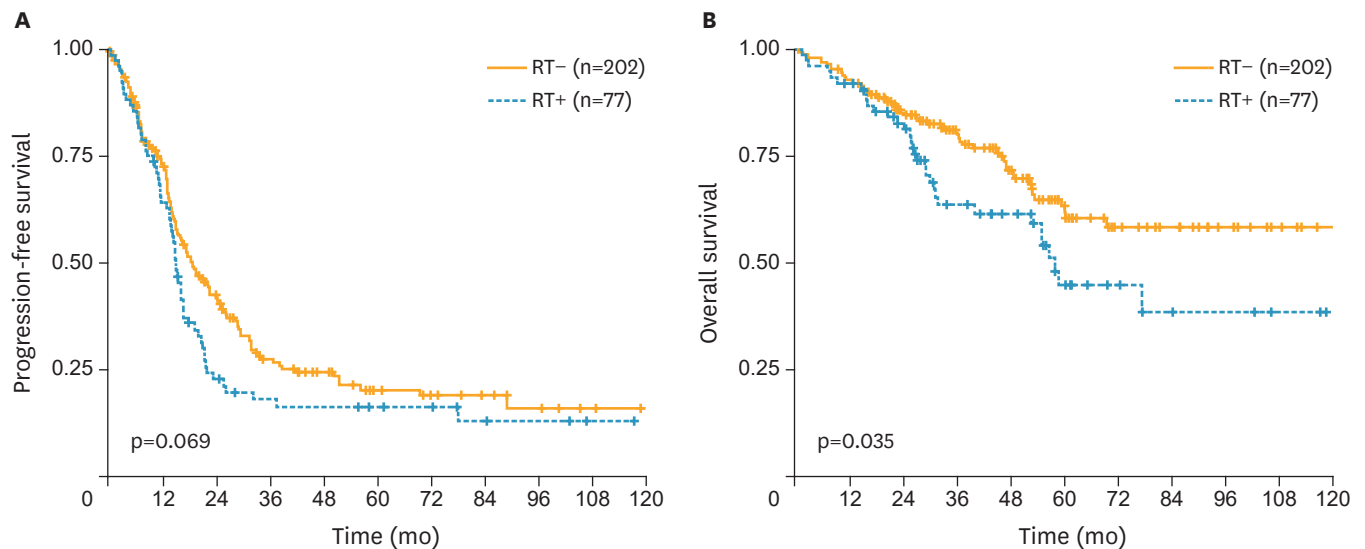 A
1.00
0.75
0.50
0.25
0
Progression-free survival
RT− (n=202)
RT+ (n=77)
p=0.069
12 24 36 48 60 72 84 96 108 120
Time (mo)
B
1.00
0.75
0.50
0.25
0
Overall survival
RT− (n=202)
RT+ (n=77)
p=0.035
12 24 36 48 60 72 84 96 108 120
Time (mo)